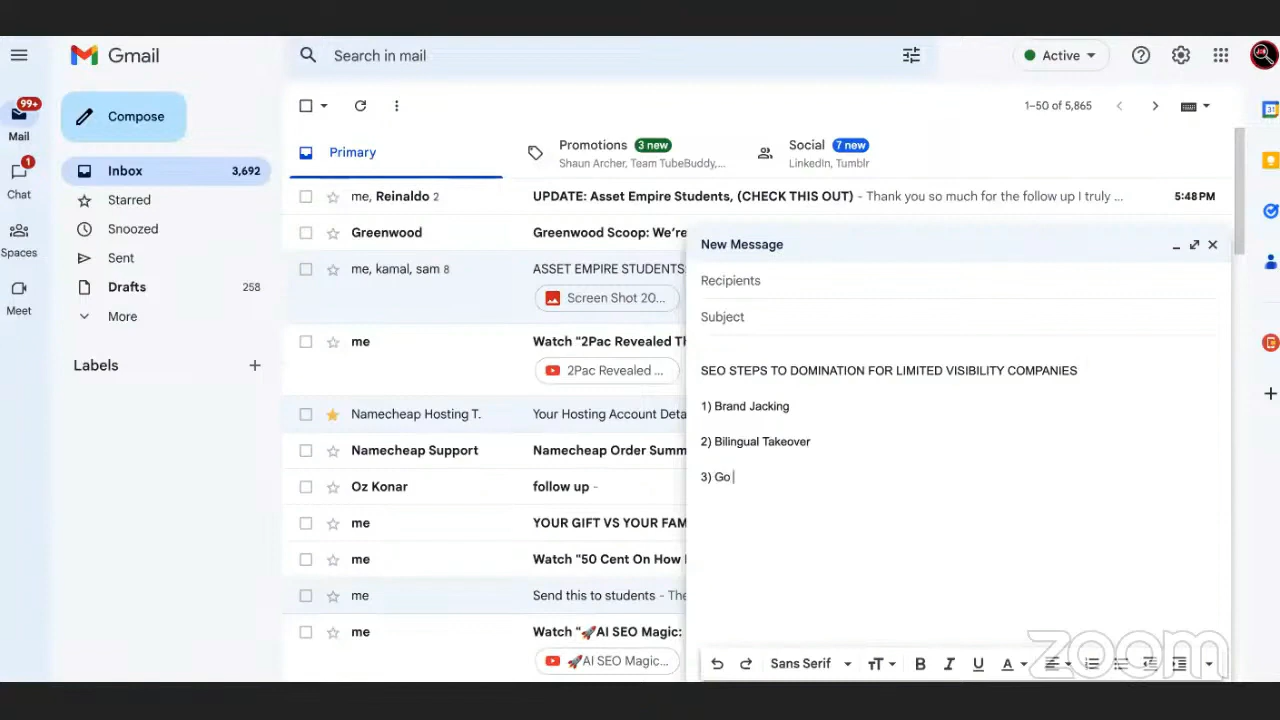 Gmail
Search in mail
Active
99+
Mail
1
Chat
Spaces
Meet
Compose
Inbox 3,692
Starred
Snoozed
Sent
Drafts 258
More
Labels
1–50 of 5,865
Primary
Promotions 3 new
Shaun Archer, Team TubeBuddy,...
Social 7 new
LinkedIn, Tumblr
me, Reinaldo 2 UPDATE: Asset Empire Students, (CHECK THIS OUT) - Thank you so much for the follow up I truly ... 5:48 PM
Greenwood Greenwood Scoop: We're
me, kamal, sam 8 ASSET EMPIRE STUDENTS
Screen Shot 20...
me Watch "2Pac Revealed Th
2Pac Revealed ...
Namecheap Hosting T. Your Hosting Account Deta
Namecheap Support Namecheap Order Summ
Oz Konar follow up -
me YOUR GIFT VS YOUR FAM
me Watch "50 Cent On How
me Send this to students - The
me Watch "🚀AI SEO Magic:
🚀AI SEO Magic...
New Message
Recipients
Subject
SEO STEPS TO DOMINATION FOR LIMITED VISIBILITY COMPANIES
1) Brand Jacking
2) Bilingual Takeover
3) Go
Sans Serif
zoom
31